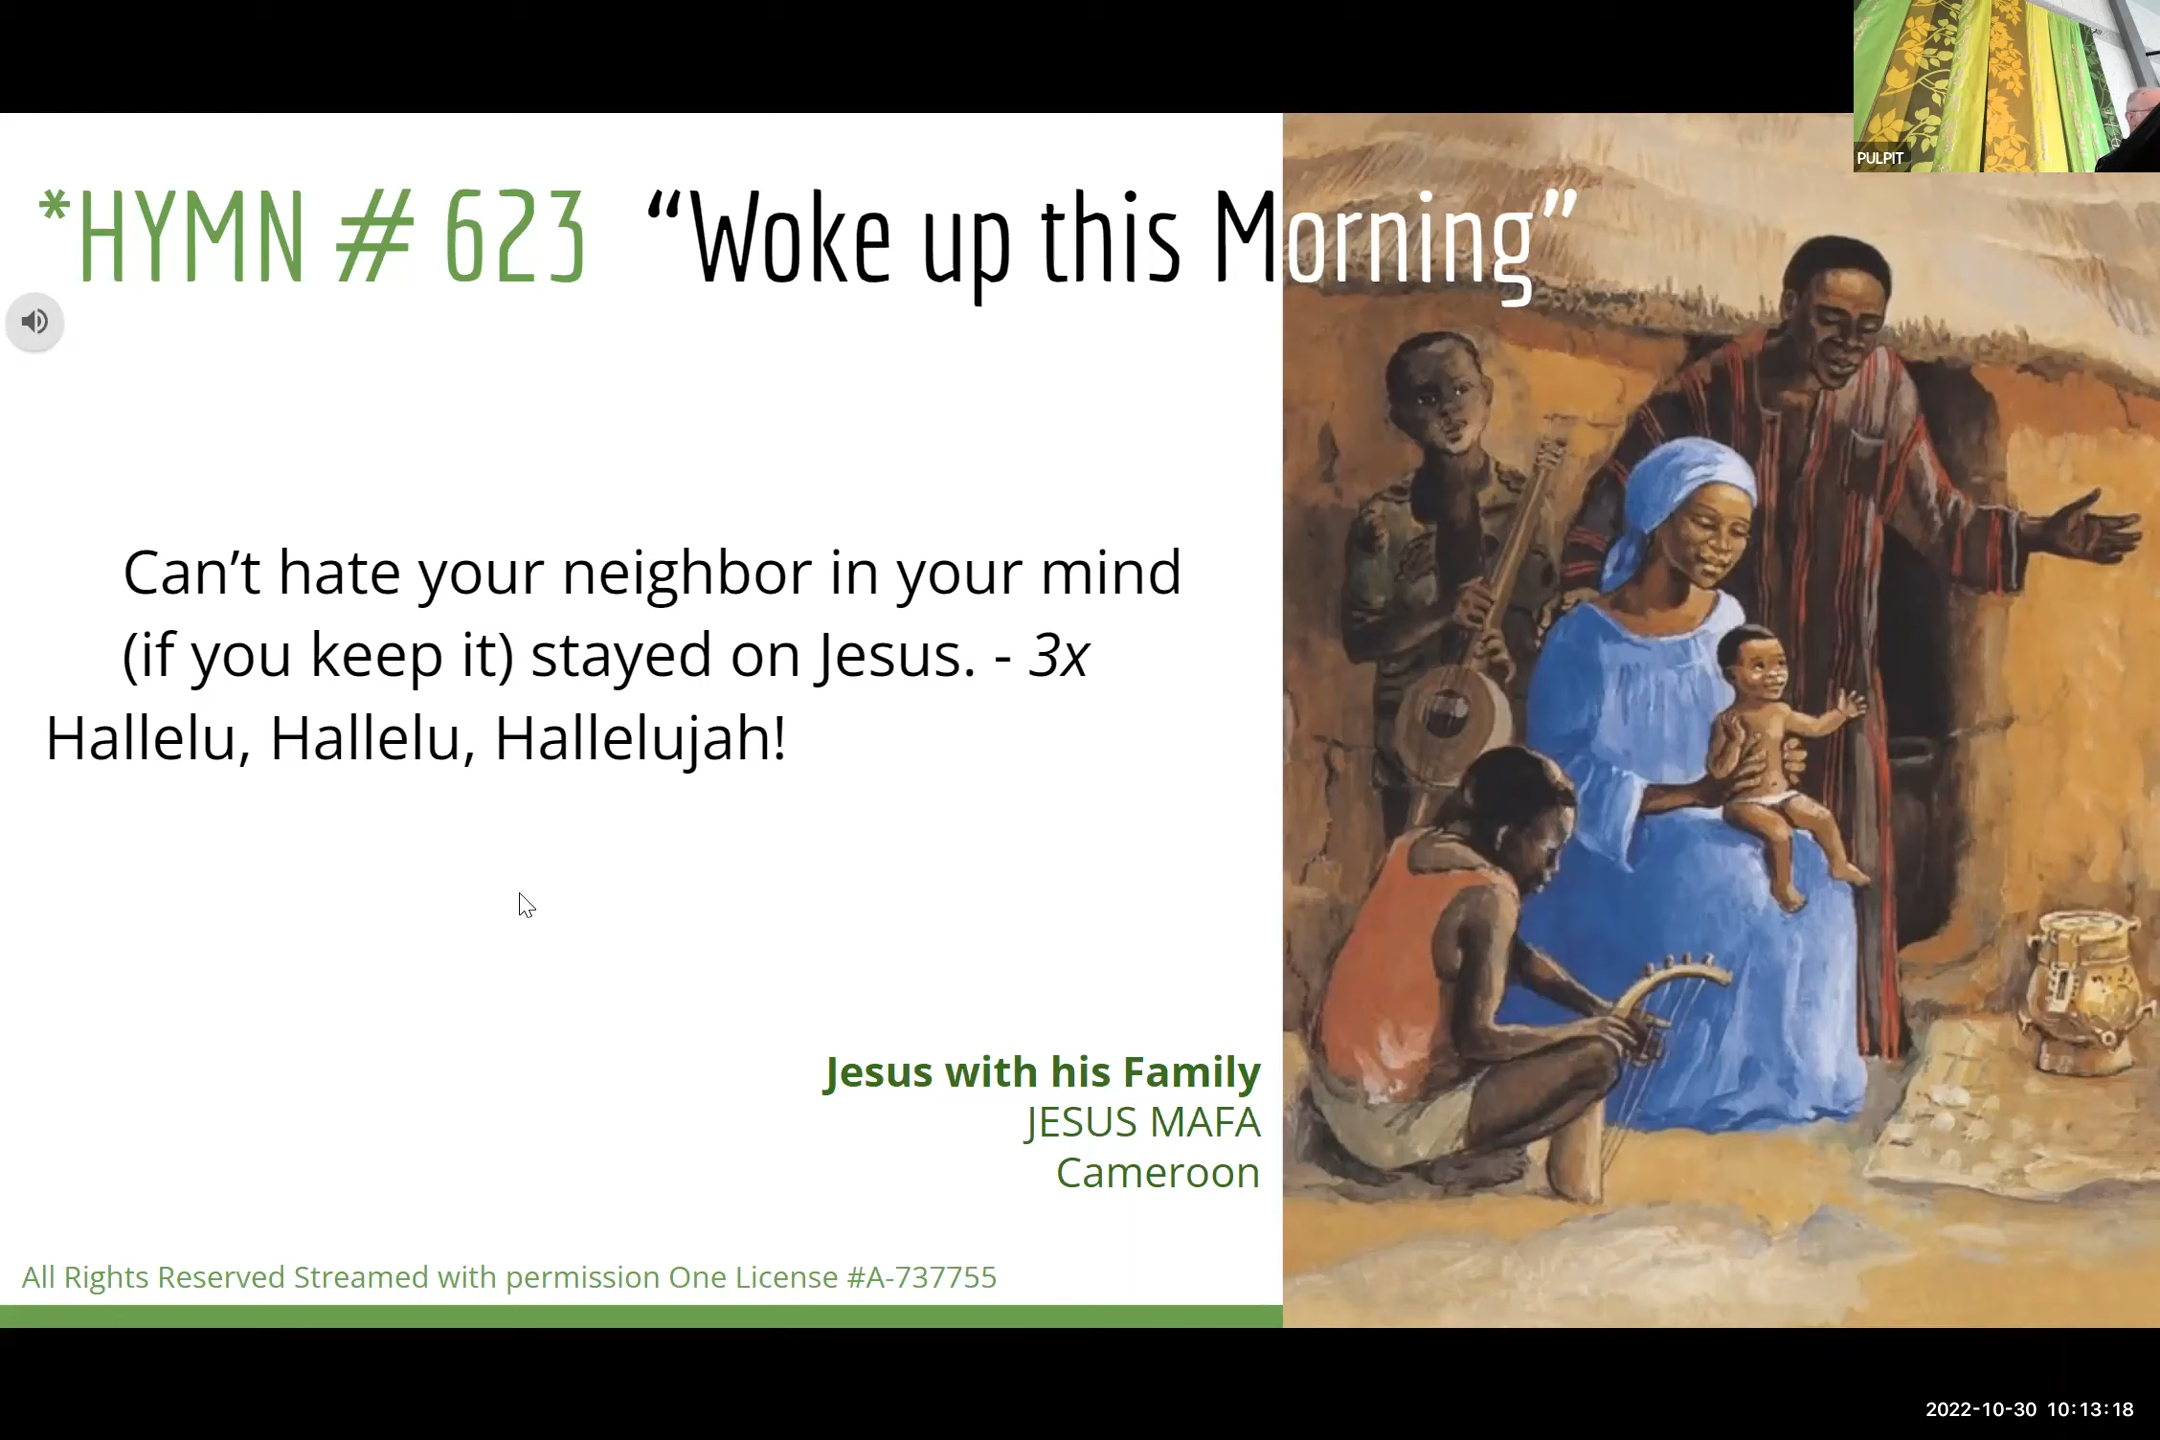 PULPIT
*HYMN # 623 “Woke up this Morning”
Can’t hate your neighbor in your mind
(if you keep it) stayed on Jesus. - 3x
Hallelu, Hallelu, Hallelujah!
Jesus with his Family
JESUS MAFA
Cameroon
All Rights Reserved Streamed with permission One License #A-737755
2022-10-30 10:13:18